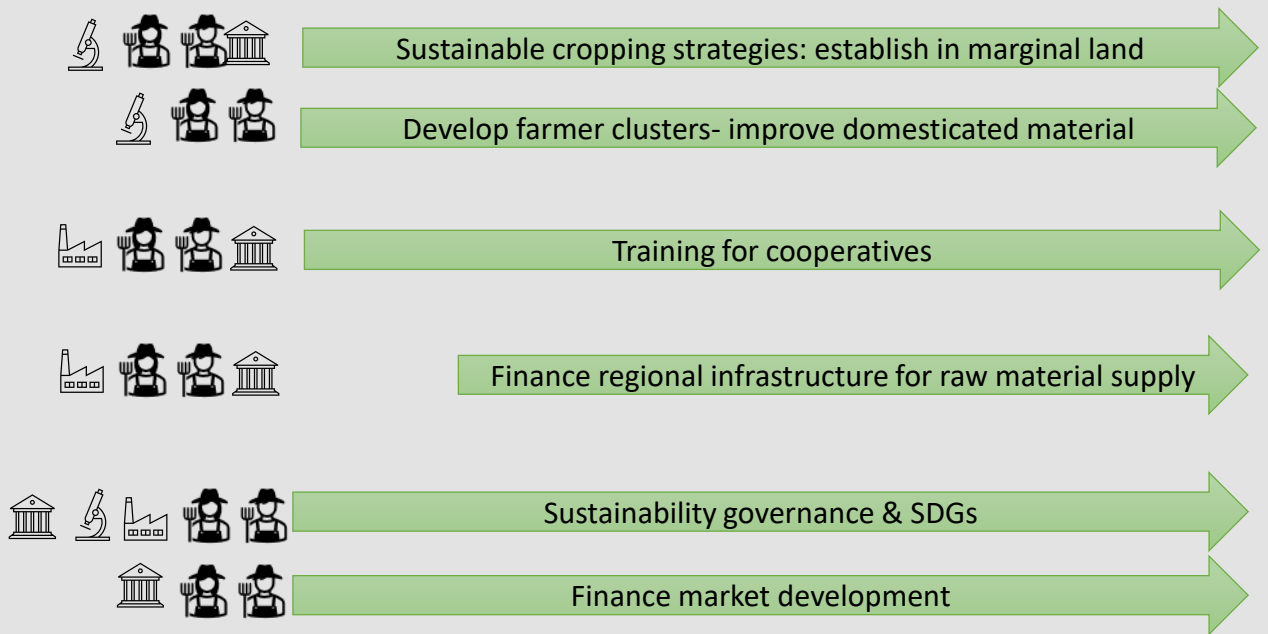 Sustainable cropping strategies: establish in marginal land
Develop farmer clusters- improve domesticated material
Training for cooperatives
Finance regional infrastructure for raw material supply
Sustainability governance & SDGs
Finance market development